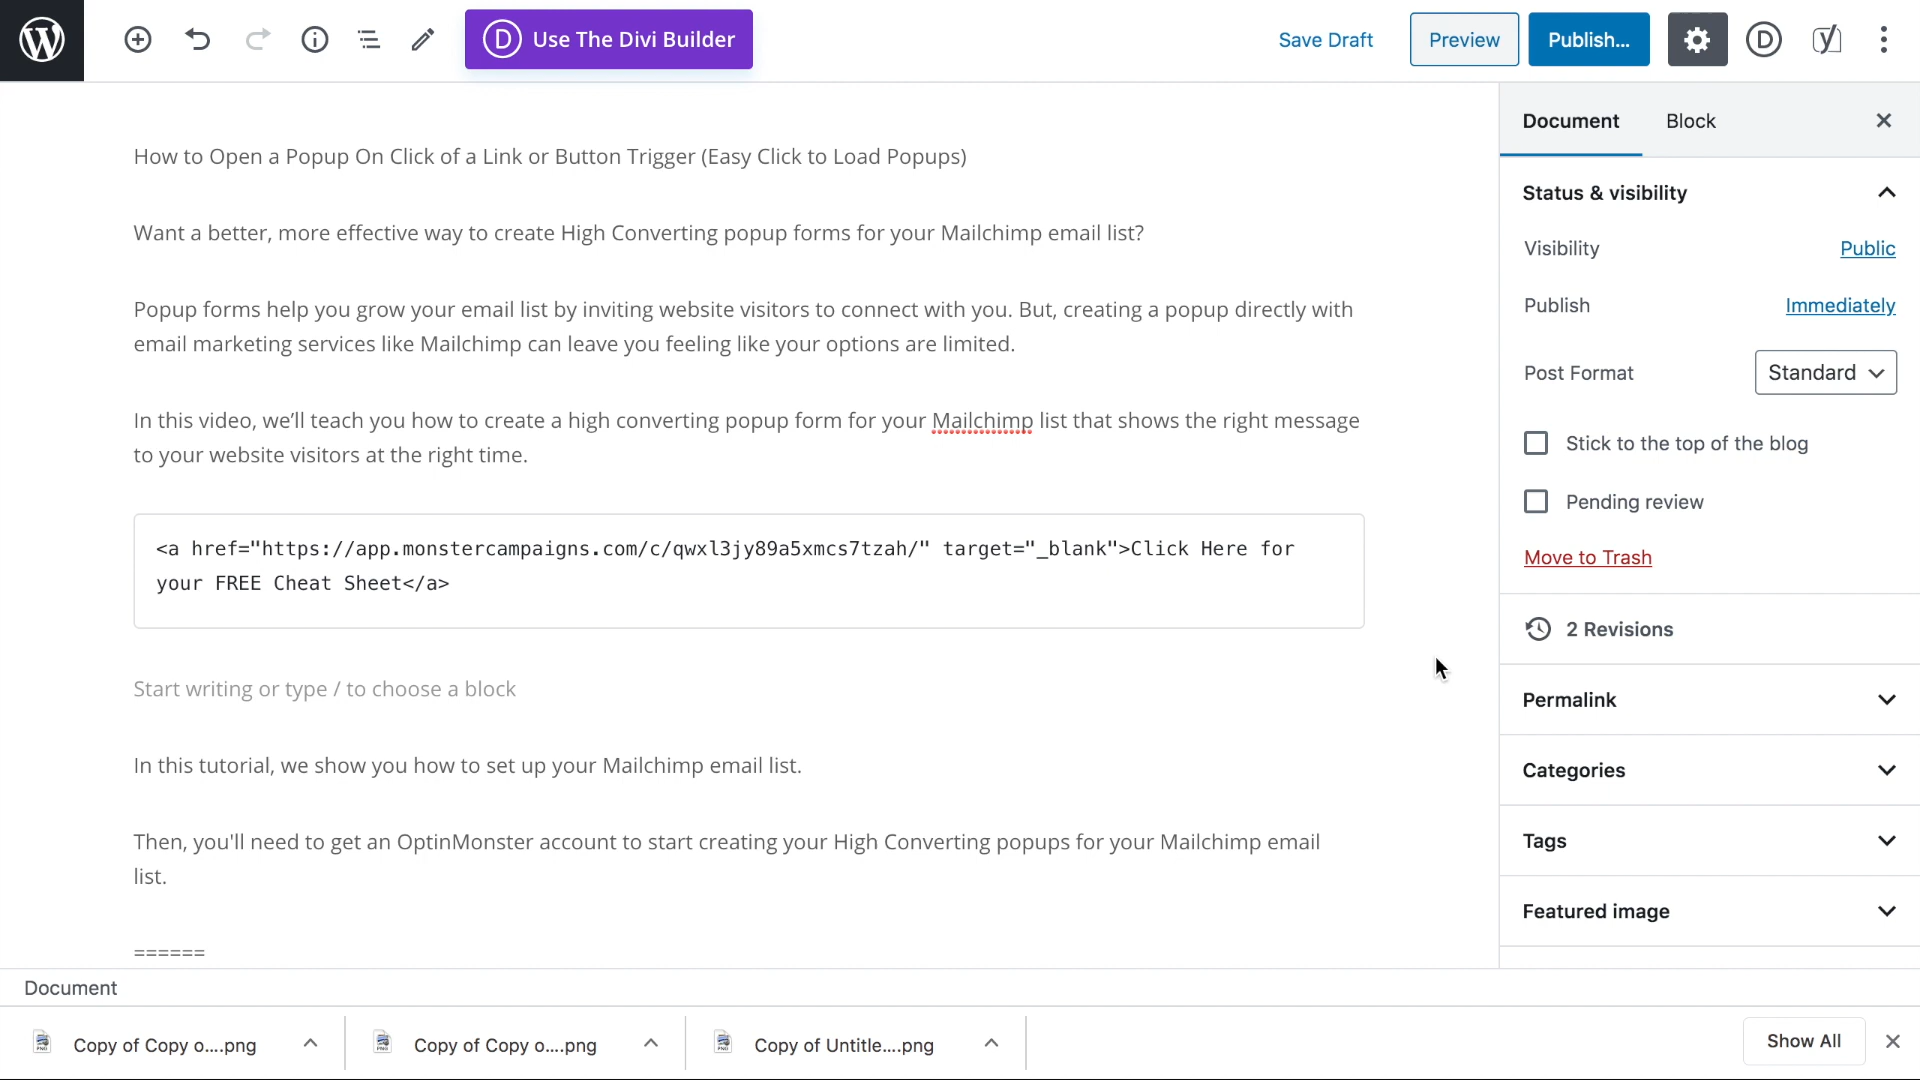 Use The Divi Builder
Save Draft
Preview
Publish...
How to Open a Popup On Click of a Link or Button Trigger (Easy Click to Load Popups)
Want a better, more effective way to create High Converting popup forms for your Mailchimp email list?
Popup forms help you grow your email list by inviting website visitors to connect with you. But, creating a popup directly with
email marketing services like Mailchimp can leave you feeling like your options are limited.
In this video, we'll teach you how to create a high converting popup form for your Mailchimp list that shows the right message
to your website visitors at the right time.
<a href="https://app.monstercampaigns.com/c/qwxl3jy89a5xmcs7tzah/" target="_blank">Click Here for
your FREE Cheat Sheet</a>
Start writing or type / to choose a block
In this tutorial, we show you how to set up your Mailchimp email list.
Then, you'll need to get an OptinMonster account to start creating your High Converting popups for your Mailchimp email
list.
======
Document
Block
Status & visibility
Visibility
Public
Publish
Immediately
Post Format
Standard
Stick to the top of the blog
Pending review
Move to Trash
2 Revisions
Permalink
Categories
Tags
Featured image
Document
Copy of Copy o....png
Copy of Copy o....png
Copy of Untitle....png
Show All